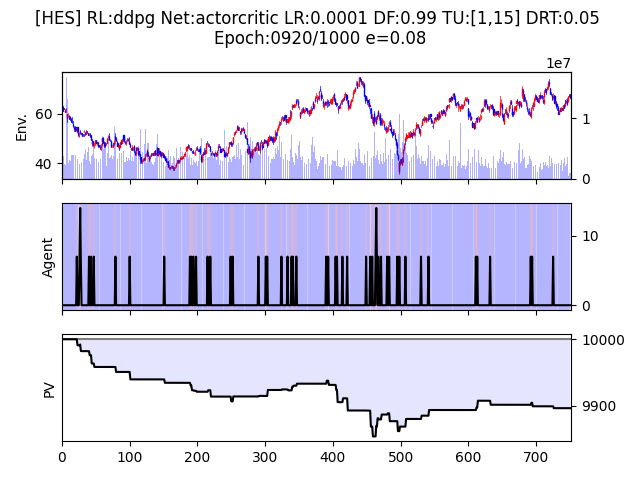 [HES] RL:ddpg Net:actorcritic LR:0.0001 DF:0.99 TU:[1,15] DRT:0.05
Epoch:0920/1000 e=0.08
1e7
Env.
60
40
1
0
Agent
10
0
PV
10000
9900
0 100 200 300 400 500 600 700